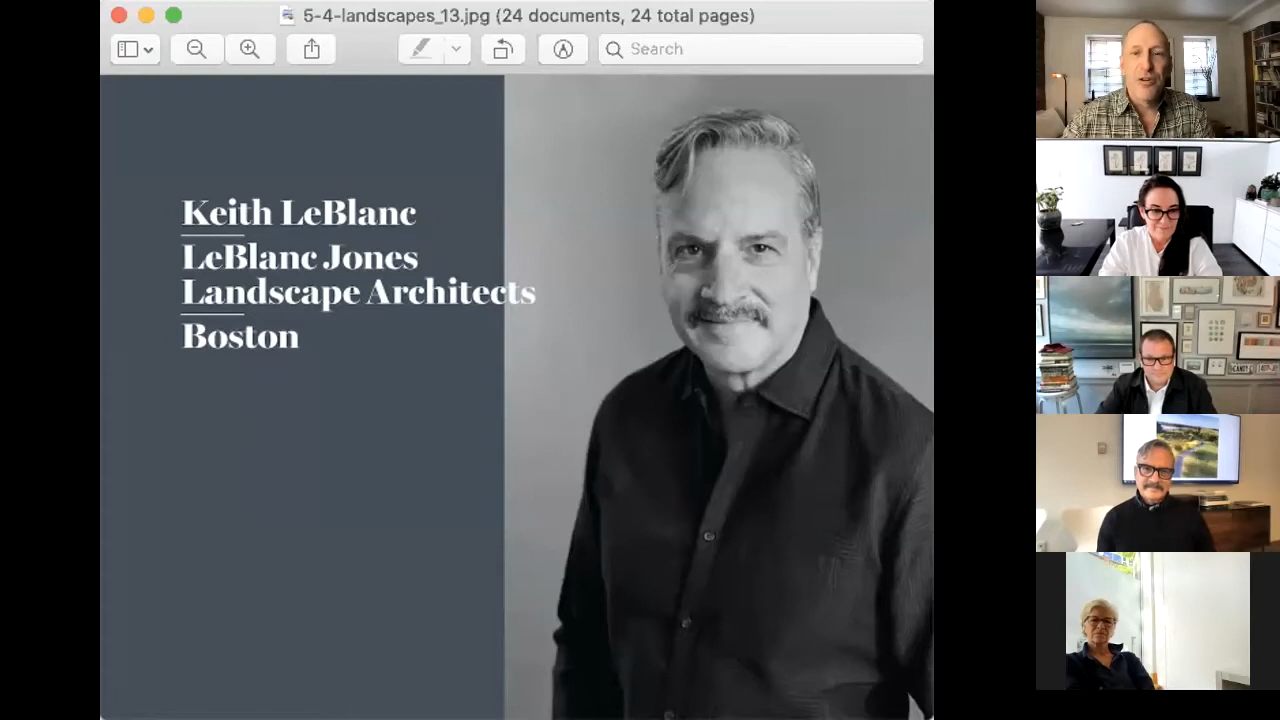 5-4-landscapes_13.jpg (24 documents, 24 total pages)
Search
Keith LeBlanc
LeBlanc Jones
Landscape Architects
Boston